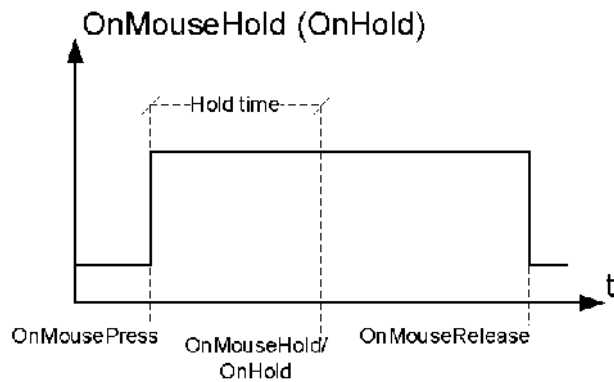 OnMouseHold (OnHold)
Hold time
t
OnMousePress
OnMouseHold/
OnHold
OnMouseRelease